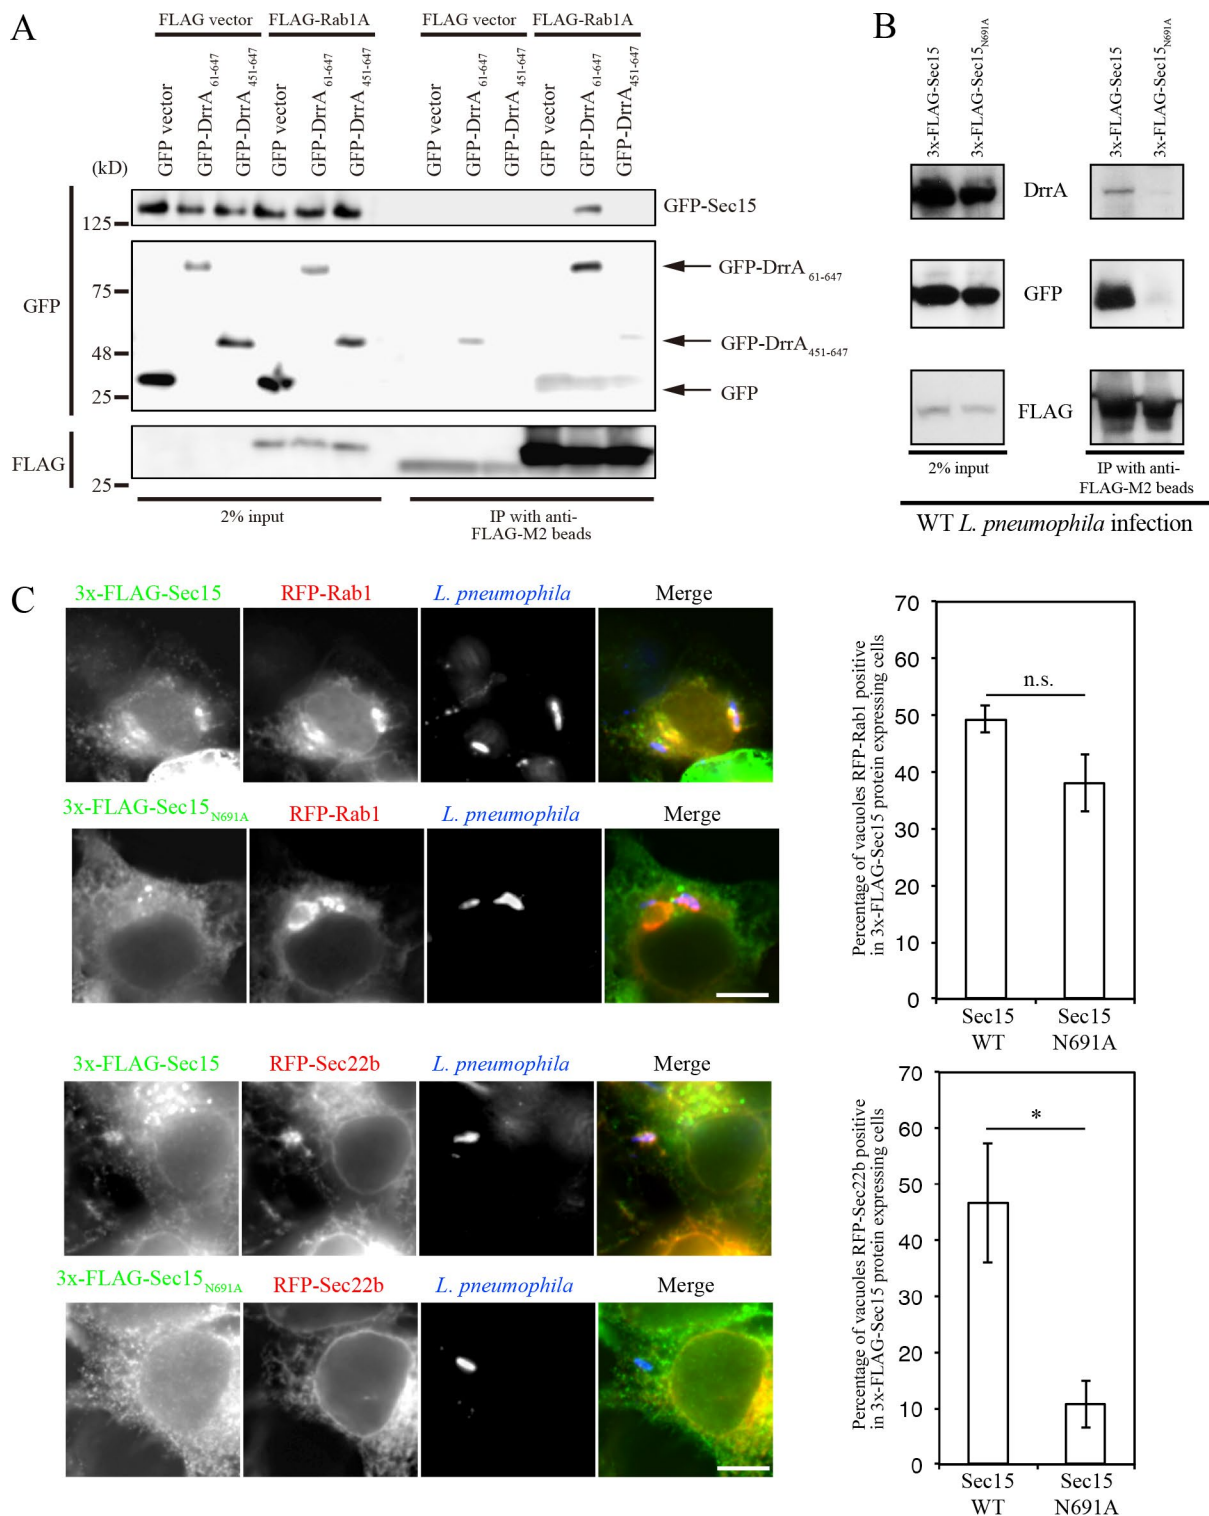 A
FLAG vector FLAG-Rab1A FLAG vector FLAG-Rab1A
GFP vector
GFP-DrrA61-647
GFP-DrrA451-647
GFP vector
GFP-DrrA61-647
GFP-DrrA451-647
GFP vector
GFP-DrrA61-647
GFP-DrrA451-647
GFP vector
GFP-DrrA61-647
GFP-DrrA451-647
(kD)
GFP-Sec15
125
GFP-DrrA61-647
75
GFP
GFP-DrrA451-647
48
GFP
25
FLAG
25
2% input
IP with anti-
FLAG-M2 beads
B
3x-FLAG-Sec15
3x-FLAG-Sec15N691A
3x-FLAG-Sec15
3x-FLAG-Sec15N691A
DrrA
GFP
FLAG
2% input
IP with anti-
FLAG-M2 beads
WT L. pneumophila infection
C
3x-FLAG-Sec15 RFP-Rab1 L. pneumophila Merge
3x-FLAG-Sec15N691A RFP-Rab1 L. pneumophila Merge
Percentage of vacuoles RFP-Rab1 positive
in 3x-FLAG-Sec15 protein expressing cells
70
60
50
40
30
20
10
0
n.s.
Sec15
WT
Sec15
N691A
3x-FLAG-Sec15 RFP-Sec22b L. pneumophila Merge
3x-FLAG-Sec15N691A RFP-Sec22b L. pneumophila Merge
Percentage of vacuoles RFP-Sec22b positive
in 3x-FLAG-Sec15 protein expressing cells
70
60
50
40
30
20
10
0
*
Sec15
WT
Sec15
N691A